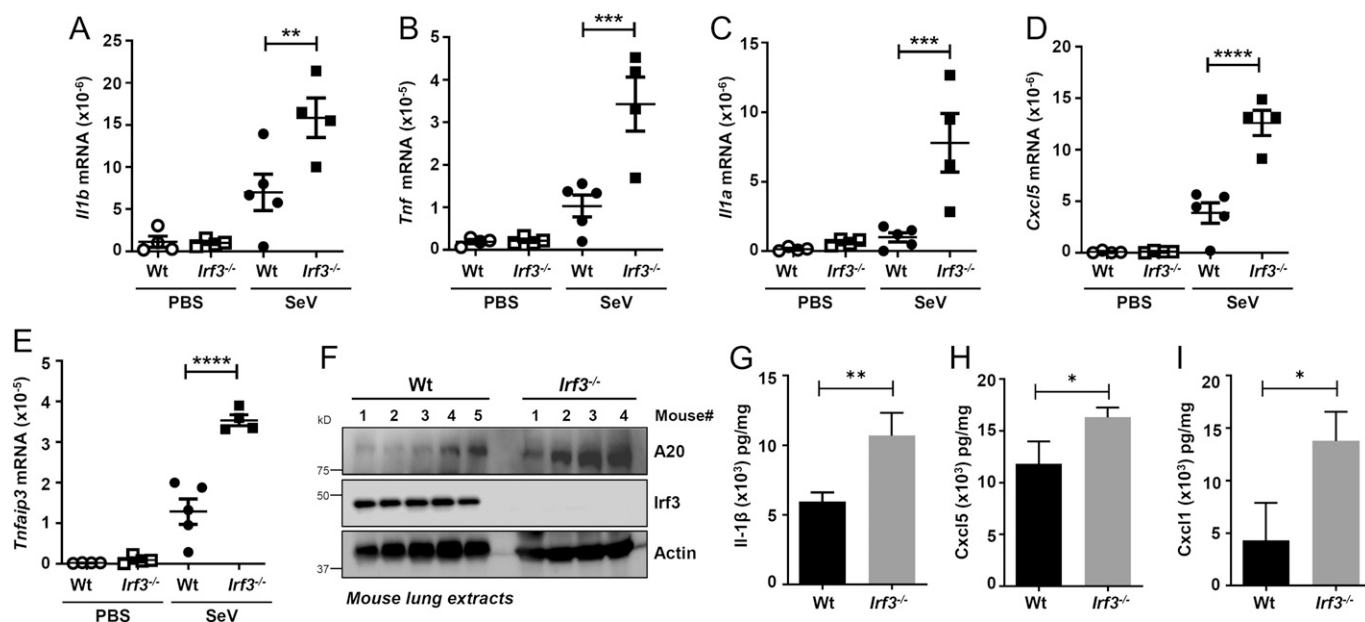 A
Il1b mRNA (x10-6)
25
20
15
10
5
0
**
Wt Irf3-/- Wt Irf3-/-
PBS SeV
B
Tnf mRNA (x10-5)
5
4
3
2
1
0
***
Wt Irf3-/- Wt Irf3-/-
PBS SeV
C
Il1a mRNA (x10-6)
15
10
5
0
***
Wt Irf3-/- Wt Irf3-/-
PBS SeV
D
Cxcl5 mRNA (x10-6)
20
15
10
5
0
****
Wt Irf3-/- Wt Irf3-/-
PBS SeV
E
Tnfaip3 mRNA (x10-5)
5
4
3
2
1
0
****
Wt Irf3-/- Wt Irf3-/-
PBS SeV
F
Wt Irf3-/-
kD 1 2 3 4 5 1 2 3 4 Mouse#
A20
75
50
Irf3
Actin
37
Mouse lung extracts
G
Il-1β (x103) pg/mg
15
10
5
0
**
Wt Irf3-/-
H
Cxcl5 (x103) pg/mg
20
15
10
5
0
*
Wt Irf3-/-
I
Cxcl1 (x103) pg/mg
20
15
10
5
0
*
Wt Irf3-/-